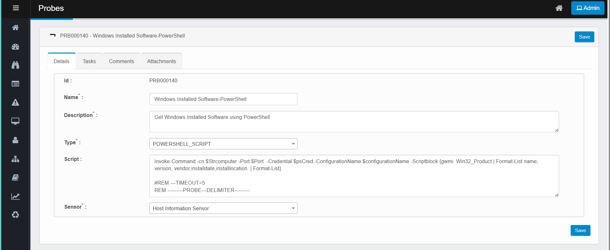 Probes
Admin
PRB000140 - Windows Installed Software-PowerShell
Save
Details Tasks Comments Attachments
Id : PRB000140
Name* : Windows Installed Software-PowerShell
Description* : Get Windows Installed Software using PowerShell
Type* : POWERSHELL_SCRIPT
Script : Invoke-Command -cn $Strcomputer -Port $Port -Credential $psCred -ConfigurationName $configurationName -Scriptblock {gwmi Win32_Product | Format-List name,
version, vendor,installdate,installlocation | Format-List}
#REM ---TIMEOUT=5
REM ---------PROBE---DELIMITER---------
Sensor* : Host Information Sensor
Save